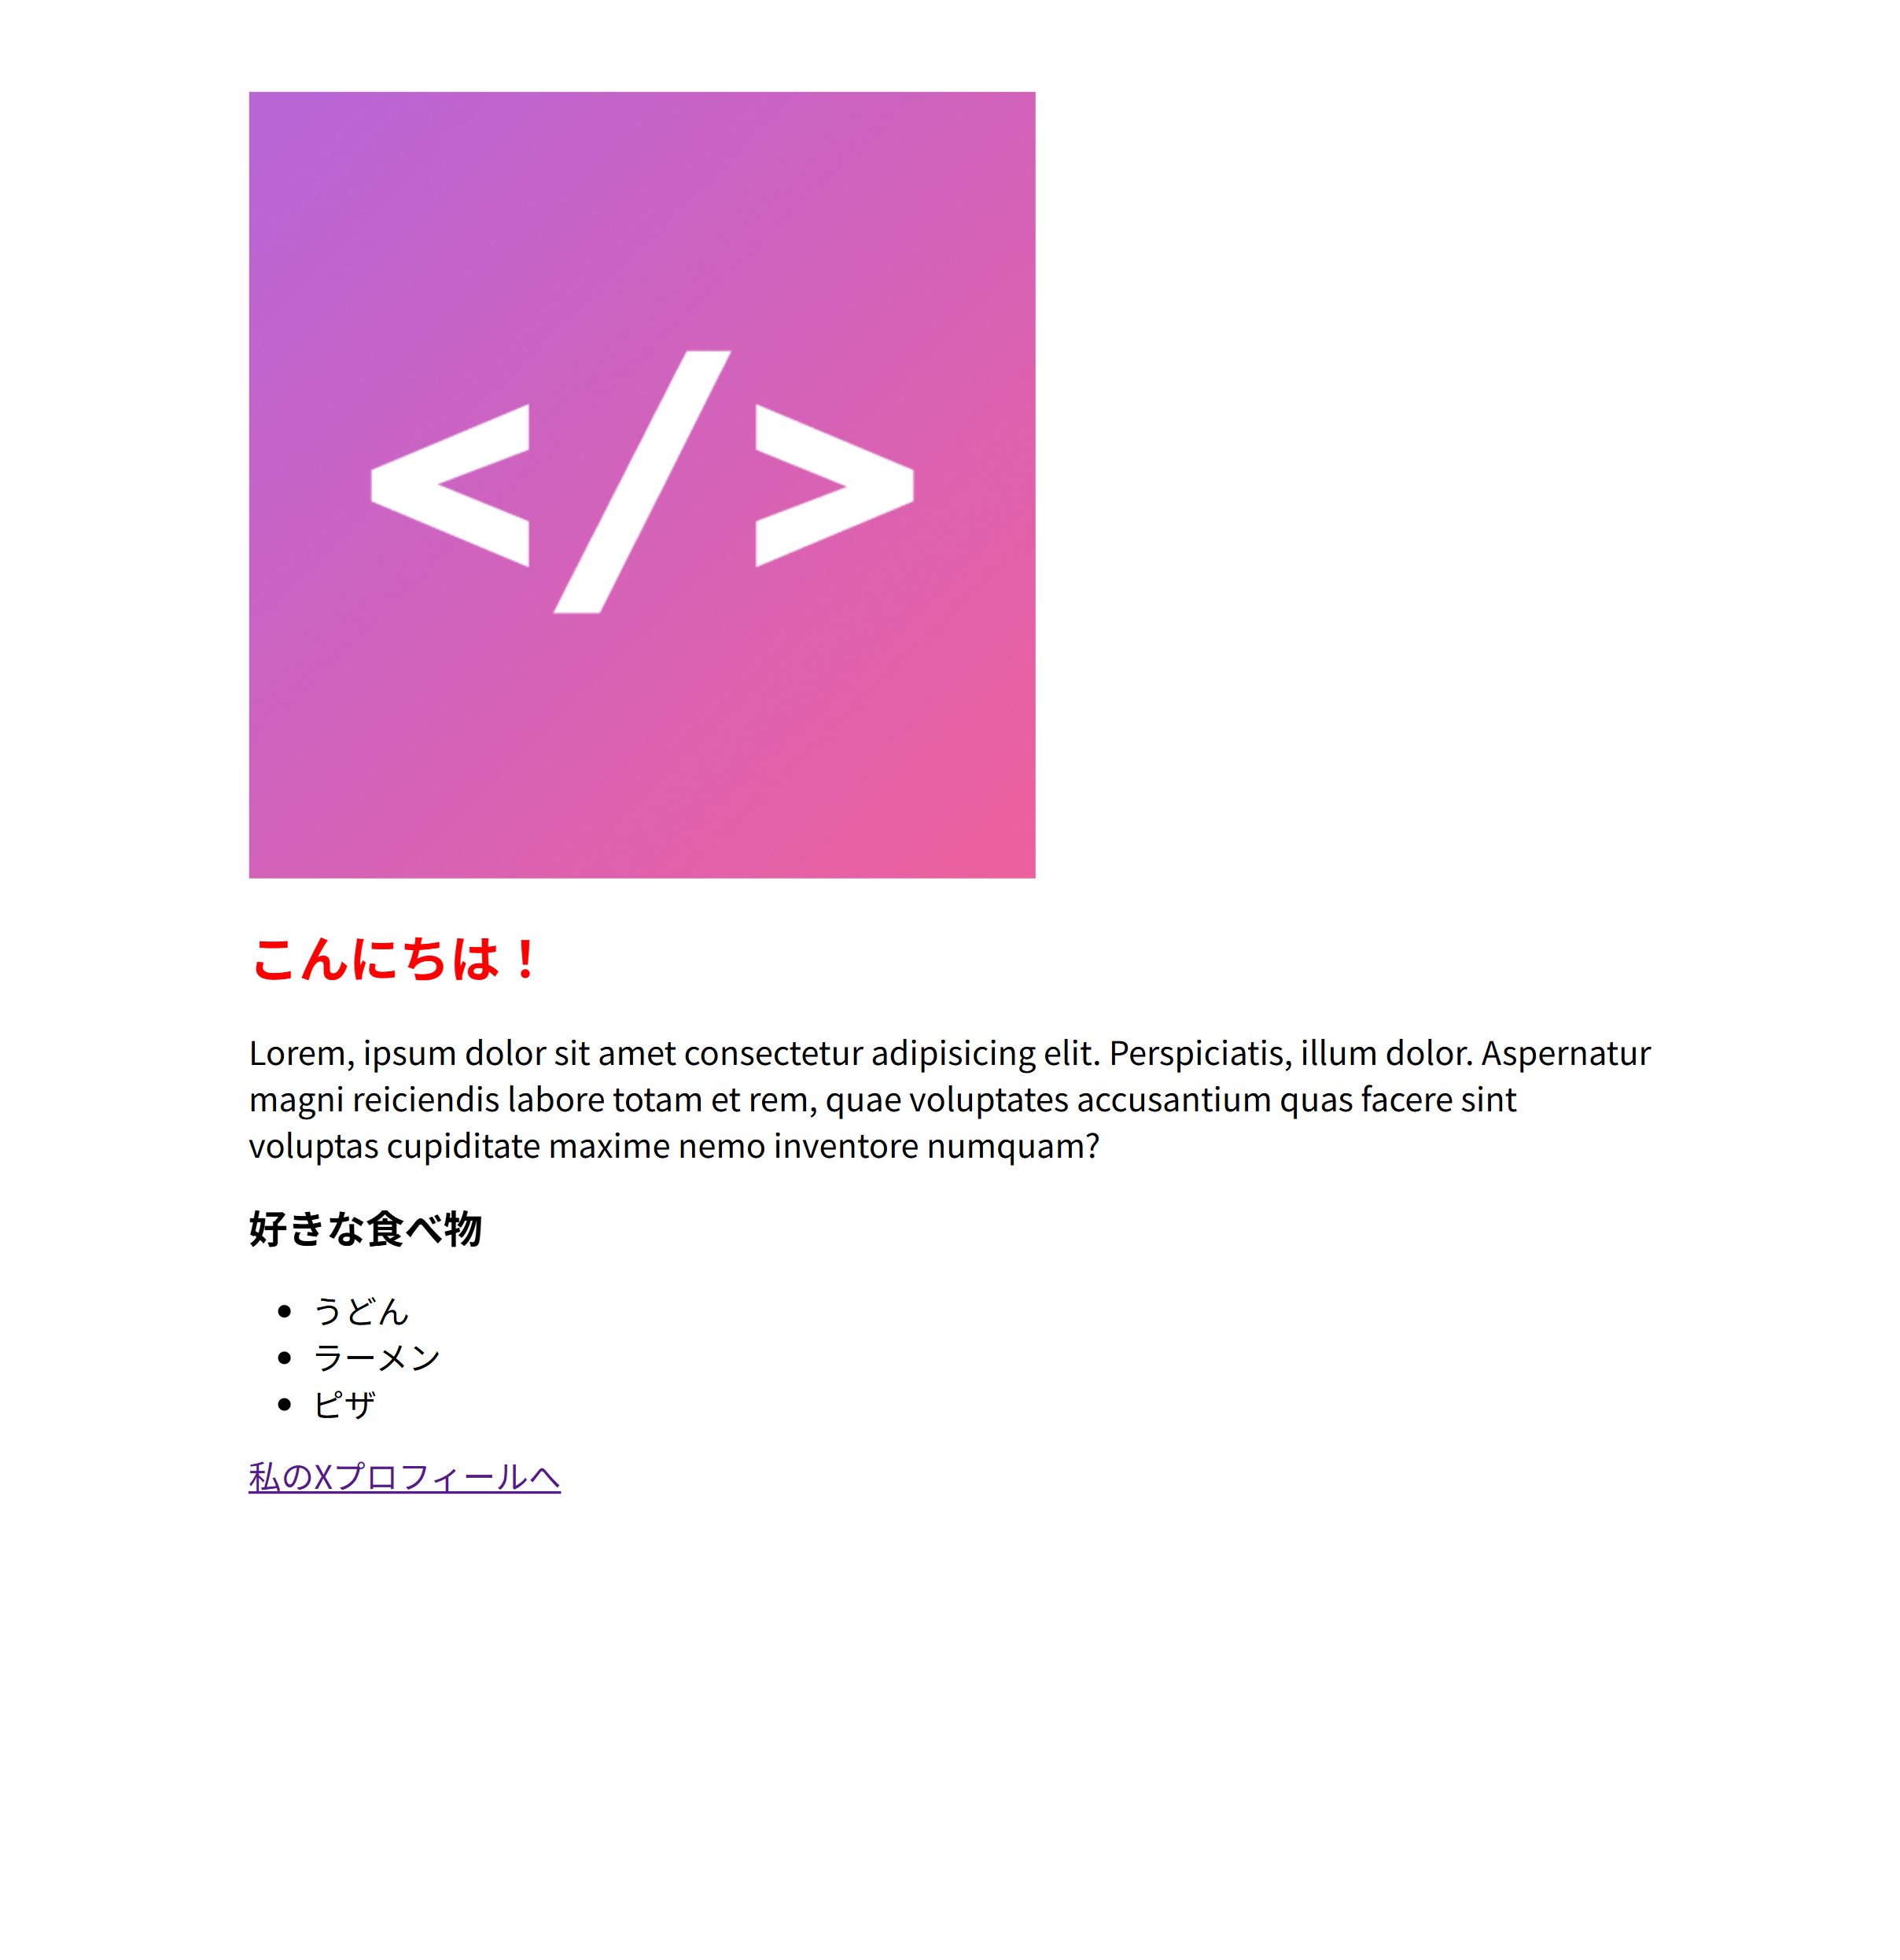 </>
こんにちは！
Lorem, ipsum dolor sit amet consectetur adipisicing elit. Perspiciatis, illum dolor. Aspernatur
magni reiciendis labore totam et rem, quae voluptates accusantium quas facere sint
voluptas cupiditate maxime nemo inventore numquam?
好きな食べ物
• うどん
• ラーメン
• ピザ
私のXプロフィールへ